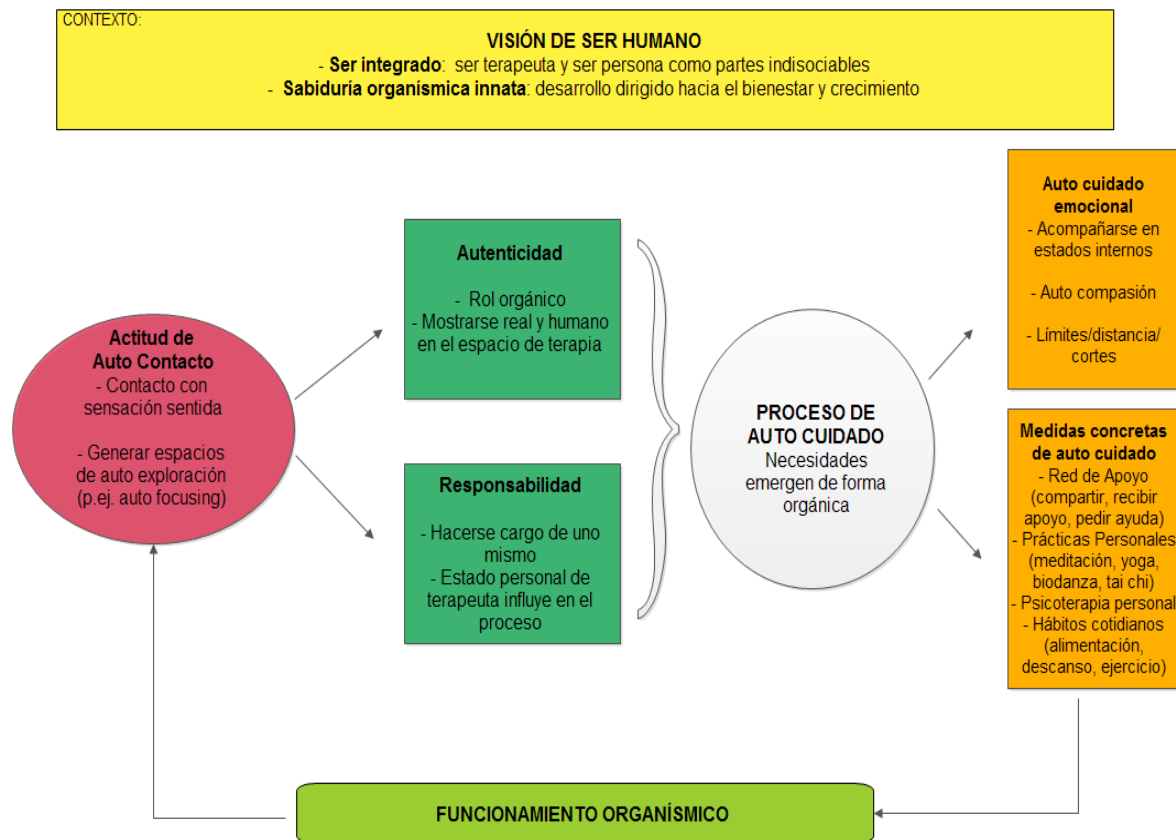 CONTEXTO:
VISIÓN DE SER HUMANO
- Ser integrado: ser terapeuta y ser persona como partes indisociables
- Sabiduría organísmica innata: desarrollo dirigido hacia el bienestar y crecimiento
Actitud de
Auto Contacto
- Contacto con
sensación sentida
- Generar espacios
de auto exploración
(p.ej. auto focusing)
Autenticidad
- Rol orgánico
- Mostrarse real y humano
en el espacio de terapia
Responsabilidad
- Hacerse cargo de uno
mismo
- Estado personal de
terapeuta influye en el
proceso
PROCESO DE
AUTO CUIDADO
Necesidades
emergen de forma
orgánica
Auto cuidado
emocional
- Acompañarse en
estados internos
- Auto compasión
- Límites/distancia/
cortes
Medidas concretas
de auto cuidado
- Red de Apoyo
(compartir, recibir
apoyo, pedir ayuda)
- Prácticas Personales
(meditación, yoga,
biodanza, tai chi)
- Psicoterapia personal
- Hábitos cotidianos
(alimentación,
descanso, ejercicio)
FUNCIONAMIENTO ORGANÍSMICO